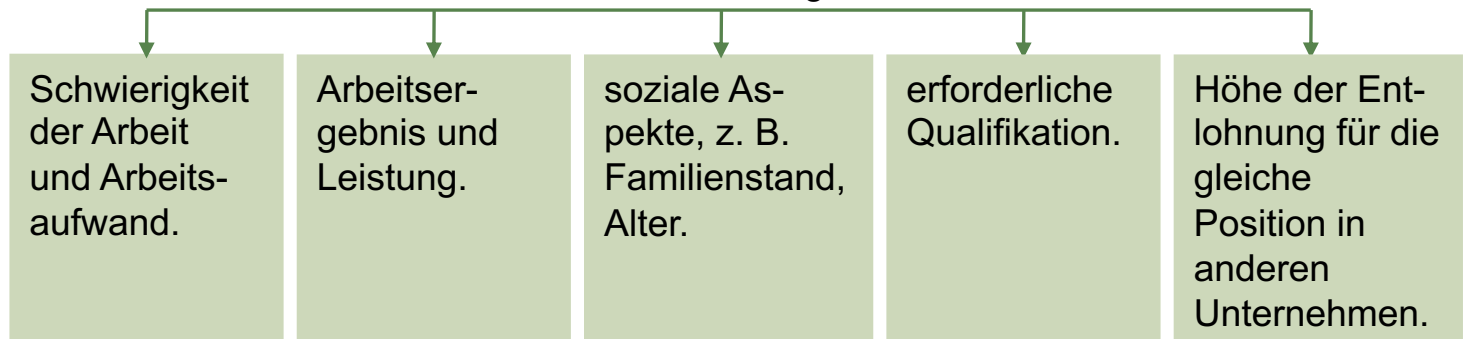 Schwierigkeit
der Arbeit
und Arbeits-
aufwand.
Arbeitser-
gebnis und
Leistung.
soziale As-
pekte, z. B.
Familienstand,
Alter.
erforderliche
Qualifikation.
Höhe der Ent-
lohnung für die
gleiche
Position in
anderen
Unternehmen.